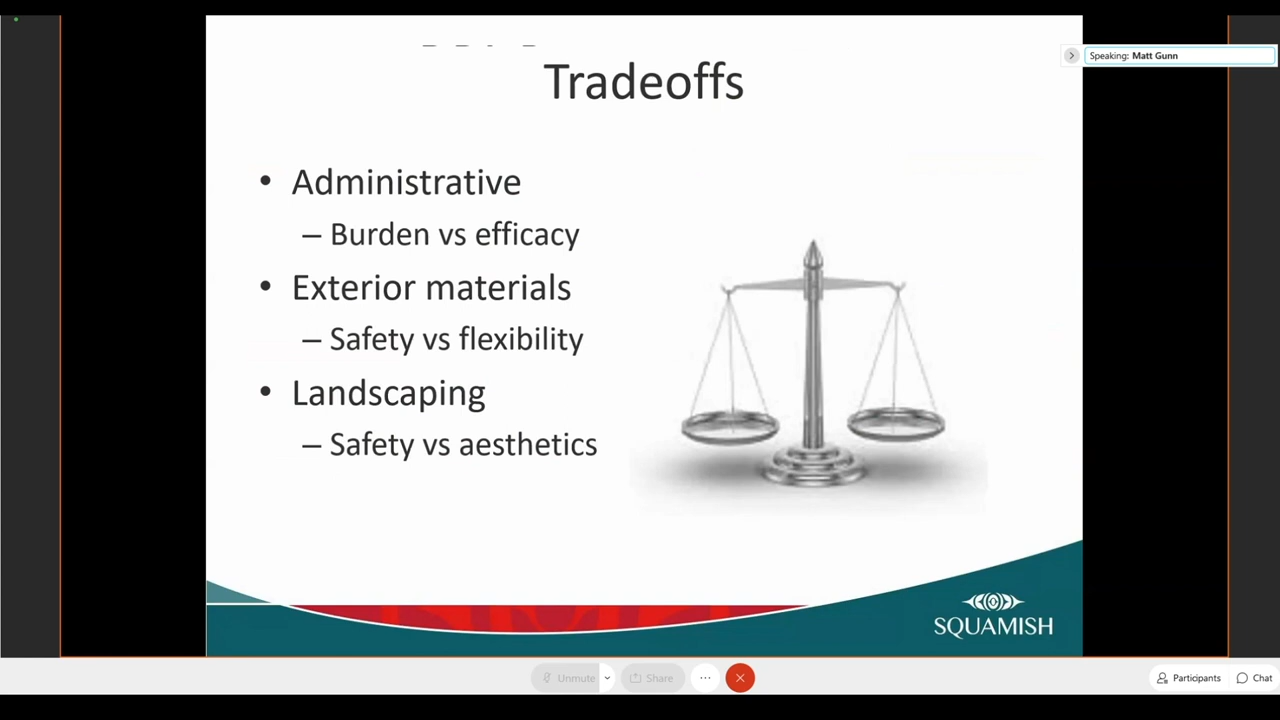 Speaking: Matt Gunn
Tradeoffs
• Administrative
– Burden vs efficacy
• Exterior materials
– Safety vs flexibility
• Landscaping
– Safety vs aesthetics
SQUAMISH
Unmute
Share
Participants
Chat